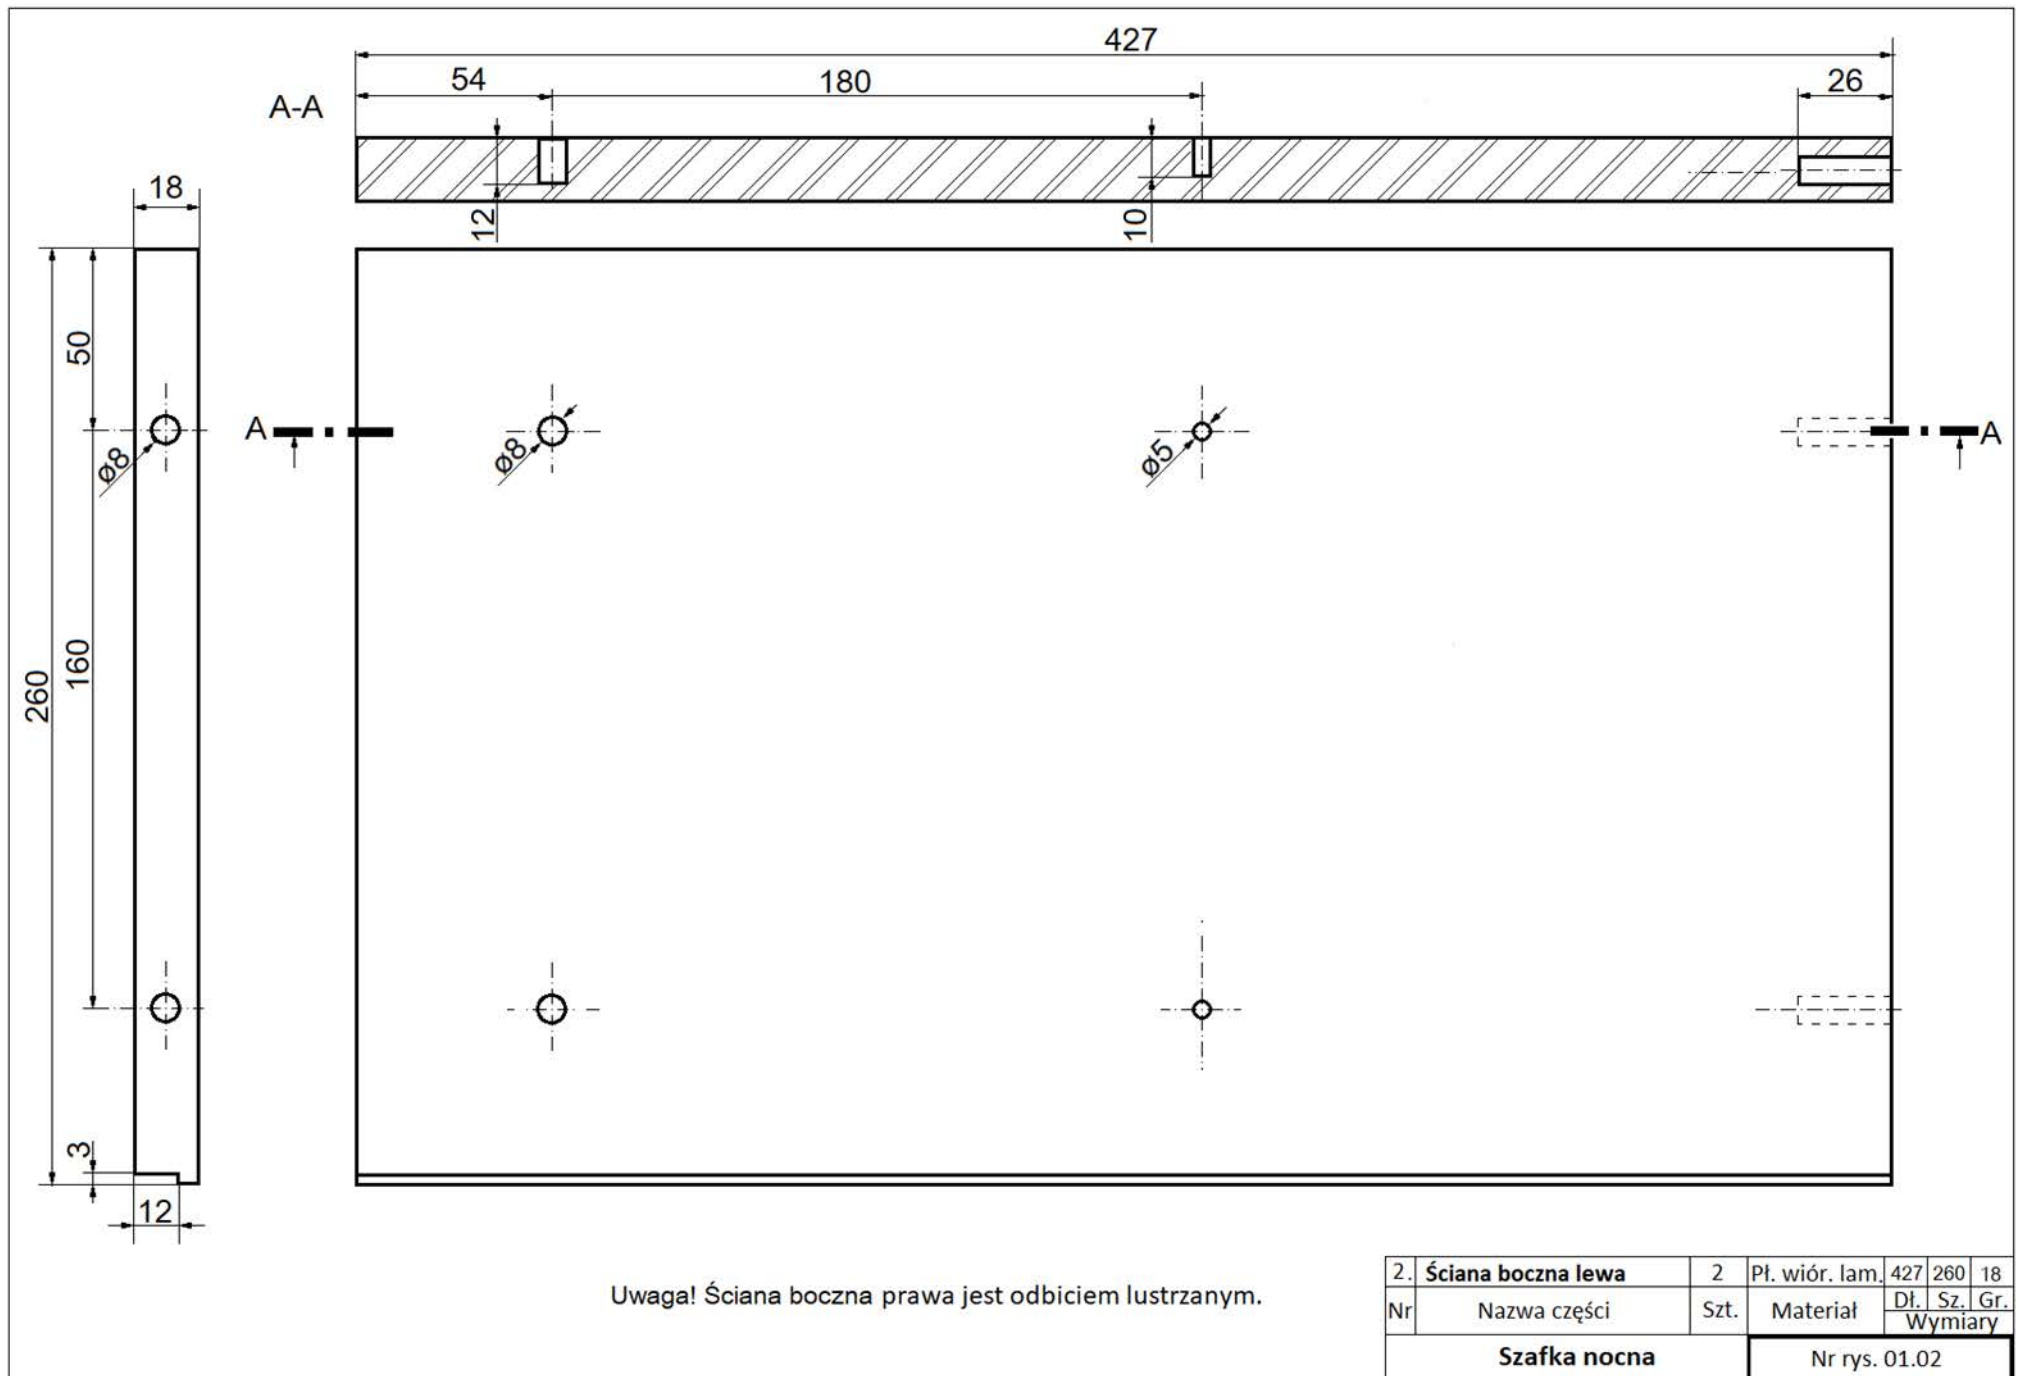 427
54
180
26
A-A
18
12
10
50
A
A
ø8
ø8
ø5
160
260
3
12
Uwaga! Ściana boczna prawa jest odbiciem lustrzanym.
2. Ściana boczna lewa 2 Pł. wiór. lam. 427 260 18
Nr Nazwa części Szt. Materiał Dł. Sz. Gr.
Wymiary
Szafka nocna Nr rys. 01.02